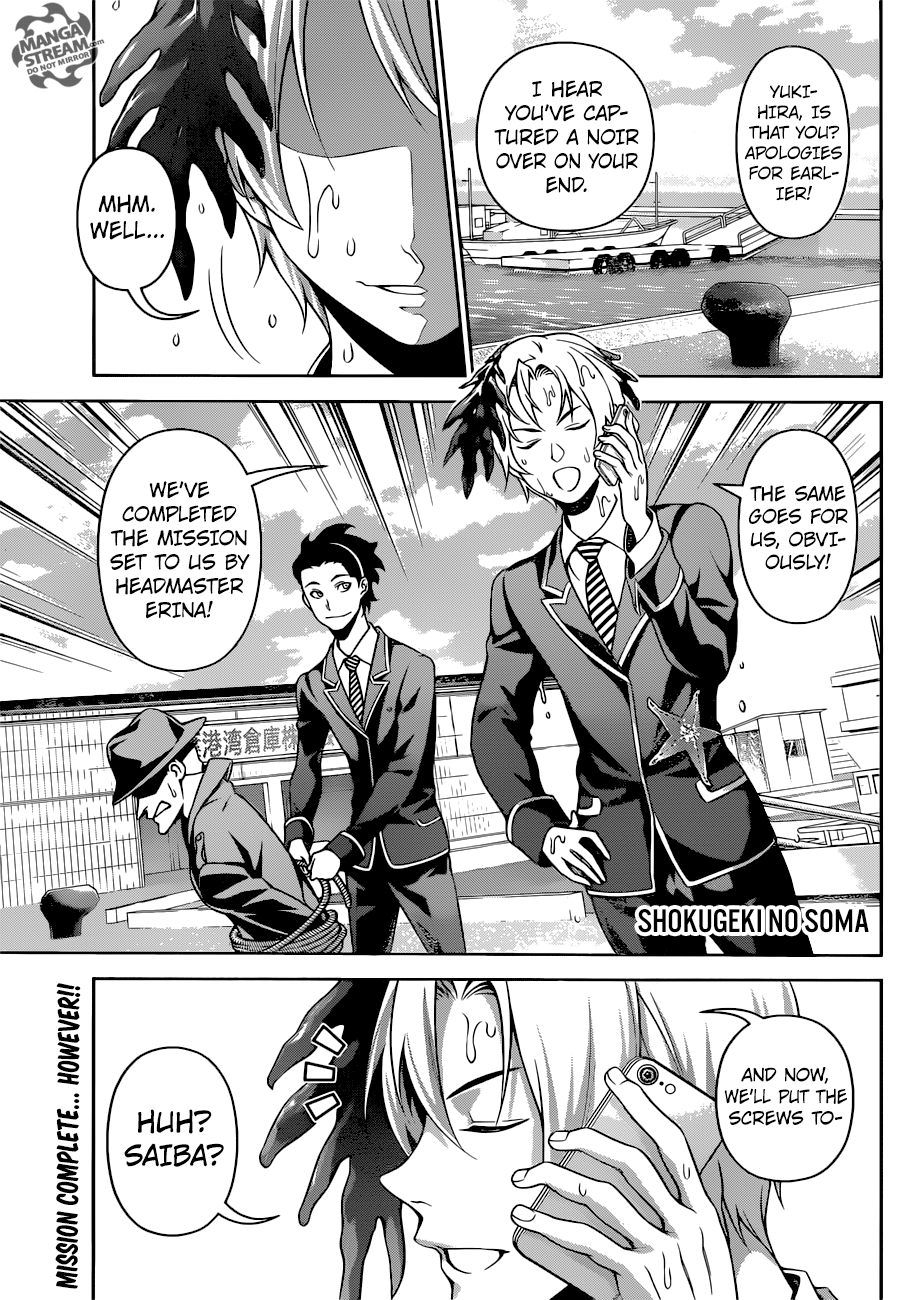 MANGA
STREAM.com
DO NOT MIRROR
YUKI-
HIRA, IS
THAT YOU?
APOLOGIES
FOR EARL-
IER!
I HEAR
YOU'VE CAP-
TURED A NOIR
OVER ON YOUR
END.
MHM.
WELL...
THE SAME
GOES FOR
US, OBVI-
OUSLY!
WE'VE
COMPLETED
THE MISSION
SET TO US BY
HEADMASTER
ERINA!
港湾倉庫株
SHOKUGEKI NO SOMA
AND NOW,
WE'LL PUT THE
SCREWS TO-
HUH?
SAIBA?
MISSION COMPLETE... HOWEVER!!